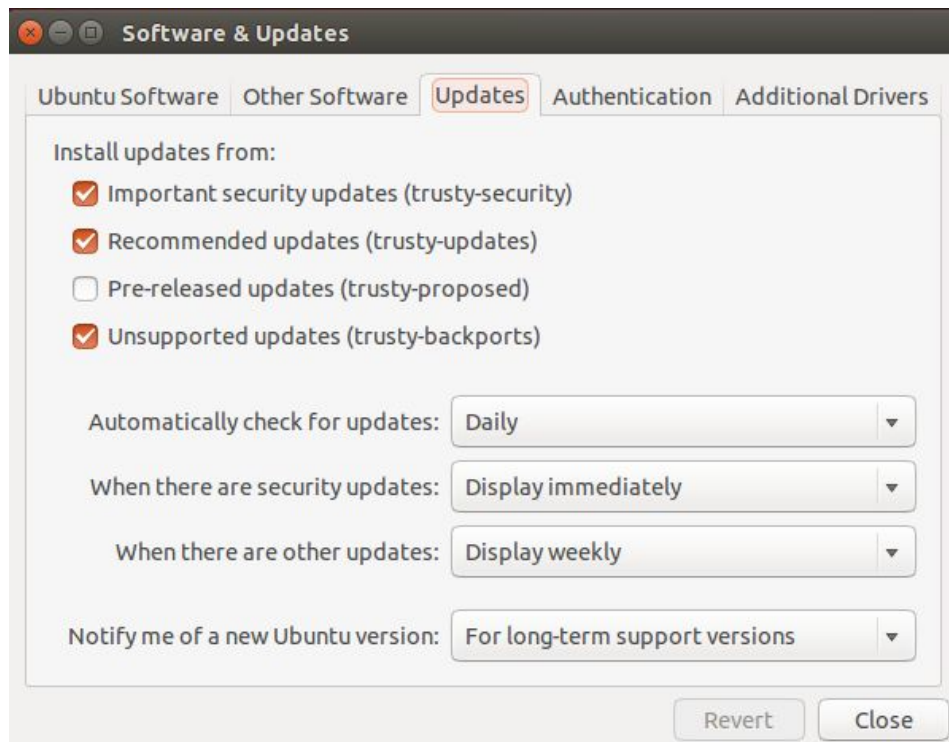 Software & Updates
Ubuntu Software Other Software Updates Authentication Additional Drivers
Install updates from:
Important security updates (trusty-security)
Recommended updates (trusty-updates)
Pre-released updates (trusty-proposed)
Unsupported updates (trusty-backports)
Automatically check for updates: Daily
When there are security updates: Display immediately
When there are other updates: Display weekly
Notify me of a new Ubuntu version: For long-term support versions
Revert Close